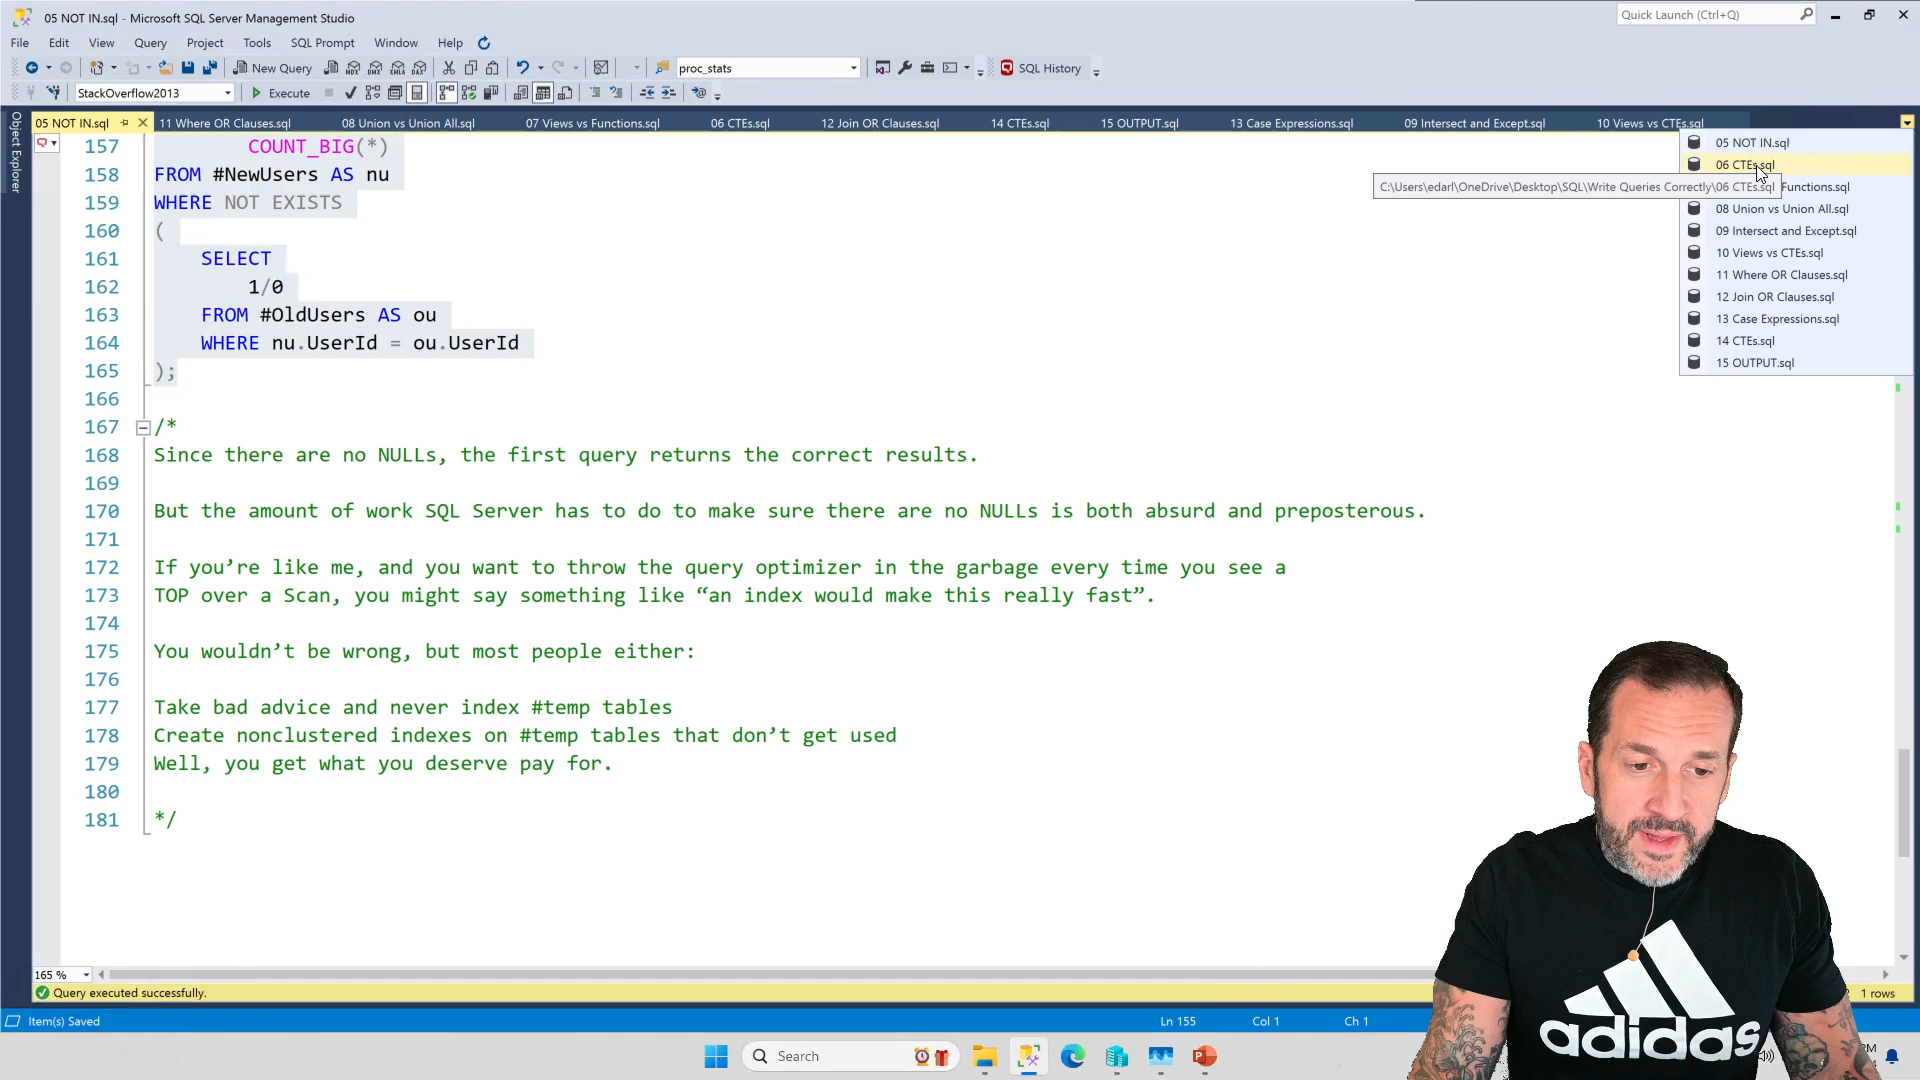 05 NOT IN.sql - Microsoft SQL Server Management Studio
Quick Launch (Ctrl+Q)
File Edit View Query Project Tools SQL Prompt Window Help
New Query
MDX DMX XMLA DAX
proc_stats
SQL History
StackOverflow2013
Execute
05 NOT IN.sql 11 Where OR Clauses.sql 08 Union vs Union All.sql 07 Views vs Functions.sql 06 CTEs.sql 12 Join OR Clauses.sql 14 CTEs.sql 15 OUTPUT.sql 13 Case Expressions.sql 09 Intersect and Except.sql 10 Views vs CTEs.sql
Object Explorer
05 NOT IN.sql
06 CTEs.sql
C:\Users\edarl\OneDrive\Desktop\SQL\Write Queries Correctly\06 CTEs.sql
Functions.sql
08 Union vs Union All.sql
09 Intersect and Except.sql
10 Views vs CTEs.sql
11 Where OR Clauses.sql
12 Join OR Clauses.sql
13 Case Expressions.sql
14 CTEs.sql
15 OUTPUT.sql
157 COUNT_BIG(*)
158 FROM #NewUsers AS nu
159 WHERE NOT EXISTS
160 (
161 SELECT
162 1/0
163 FROM #OldUsers AS ou
164 WHERE nu.UserId = ou.UserId
165 );
166
167 /*
168 Since there are no NULLs, the first query returns the correct results.
169
170 But the amount of work SQL Server has to do to make sure there are no NULLs is both absurd and preposterous.
171
172 If you’re like me, and you want to throw the query optimizer in the garbage every time you see a
173 TOP over a Scan, you might say something like “an index would make this really fast”.
174
175 You wouldn’t be wrong, but most people either:
176
177 Take bad advice and never index #temp tables
178 Create nonclustered indexes on #temp tables that don’t get used
179 Well, you get what you deserve pay for.
180
181 */
165 %
Query executed successfully.
1 rows
Item(s) Saved
Ln 155 Col 1 Ch 1
Search
adidas